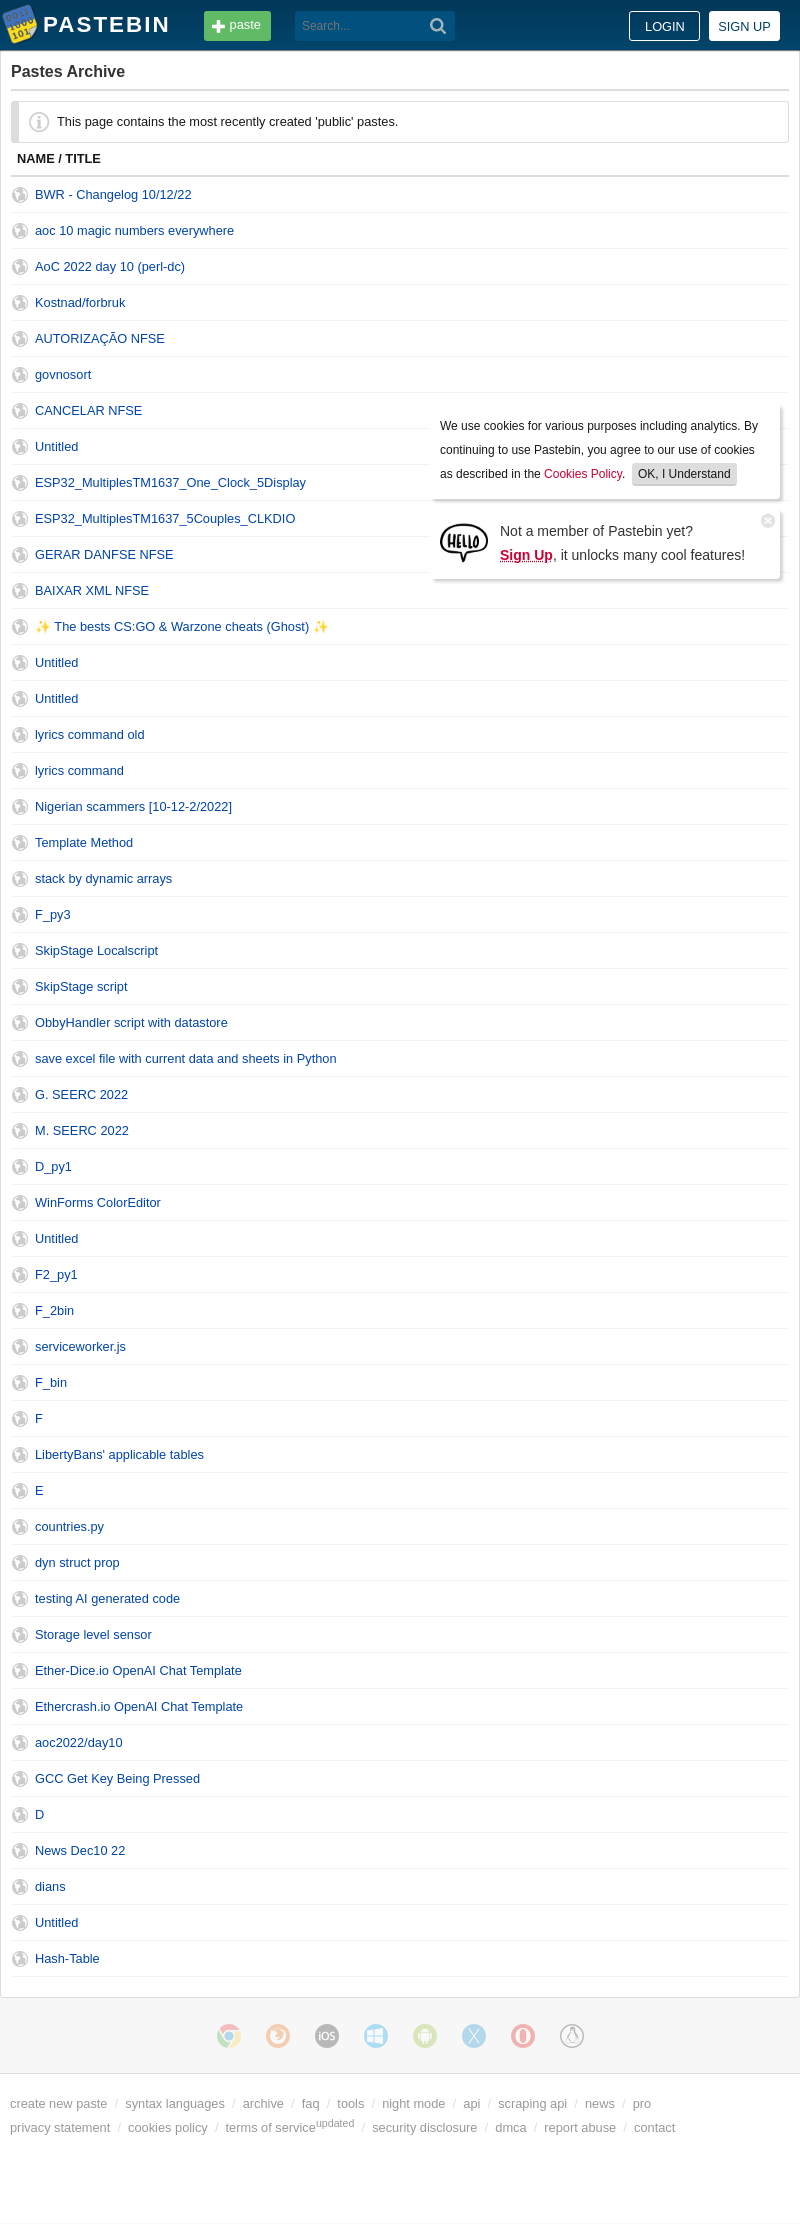 PASTEBIN
paste
Search...
LOGIN
SIGN UP
Pastes Archive
This page contains the most recently created 'public' pastes.
NAME / TITLE
BWR - Changelog 10/12/22
aoc 10 magic numbers everywhere
AoC 2022 day 10 (perl-dc)
Kostnad/forbruk
AUTORIZAÇÃO NFSE
govnosort
CANCELAR NFSE
Untitled
ESP32_MultiplesTM1637_One_Clock_5Display
ESP32_MultiplesTM1637_5Couples_CLKDIO
GERAR DANFSE NFSE
BAIXAR XML NFSE
✨ The bests CS:GO & Warzone cheats (Ghost) ✨
Untitled
Untitled
lyrics command old
lyrics command
Nigerian scammers [10-12-2/2022]
Template Method
stack by dynamic arrays
F_py3
SkipStage Localscript
SkipStage script
ObbyHandler script with datastore
save excel file with current data and sheets in Python
G. SEERC 2022
M. SEERC 2022
D_py1
WinForms ColorEditor
Untitled
F2_py1
F_2bin
serviceworker.js
F_bin
F
LibertyBans' applicable tables
E
countries.py
dyn struct prop
testing AI generated code
Storage level sensor
Ether-Dice.io OpenAI Chat Template
Ethercrash.io OpenAI Chat Template
aoc2022/day10
GCC Get Key Being Pressed
D
News Dec10 22
dians
Untitled
Hash-Table
We use cookies for various purposes including analytics. By
continuing to use Pastebin, you agree to our use of cookies
as described in the Cookies Policy. OK, I Understand
HELLO
Not a member of Pastebin yet?
Sign Up, it unlocks many cool features!
iOS
create new paste / syntax languages / archive / faq / tools / night mode / api / scraping api / news / pro
privacy statement / cookies policy / terms of service updated / security disclosure / dmca / report abuse / contact